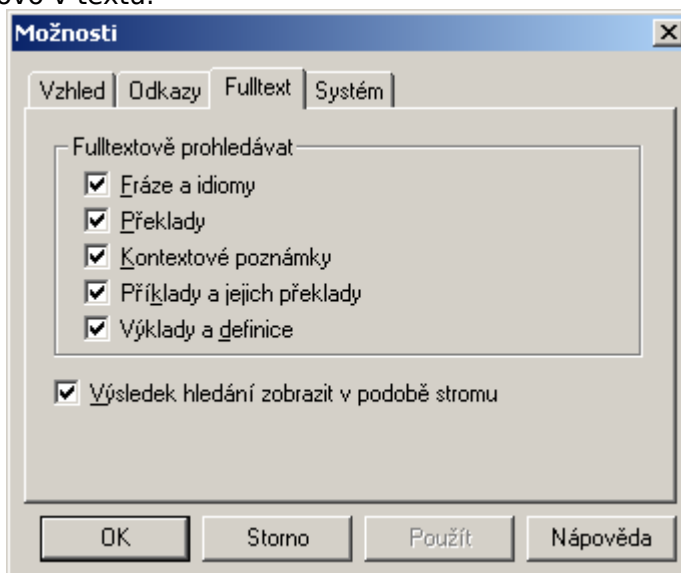 v textu.
Možnosti
Vzhled Odkazy Fulltext Systém
Fulltextově prohledávat
Fráze a idiomy
Překlady
Kontextové poznámky
Příklady a jejich překlady
Výklady a definice
Výsledek hledání zobrazit v podobě stromu
OK Storno Použít Nápověda